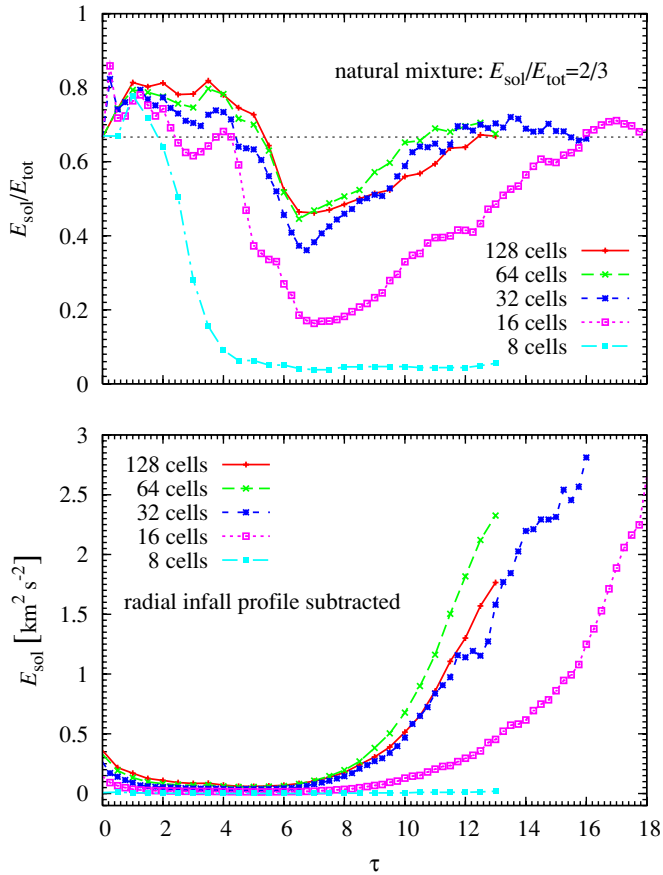 1
0.8
0.6
0.4
0.2
0
E_sol/E_tot
natural mixture: E_sol/E_tot=2/3
128 cells
64 cells
32 cells
16 cells
8 cells
3
2.5
2
1.5
1
0.5
0
E_sol [km² s⁻²]
128 cells
64 cells
32 cells
16 cells
8 cells
radial infall profile subtracted
0 2 4 6 8 10 12 14 16 18
τ